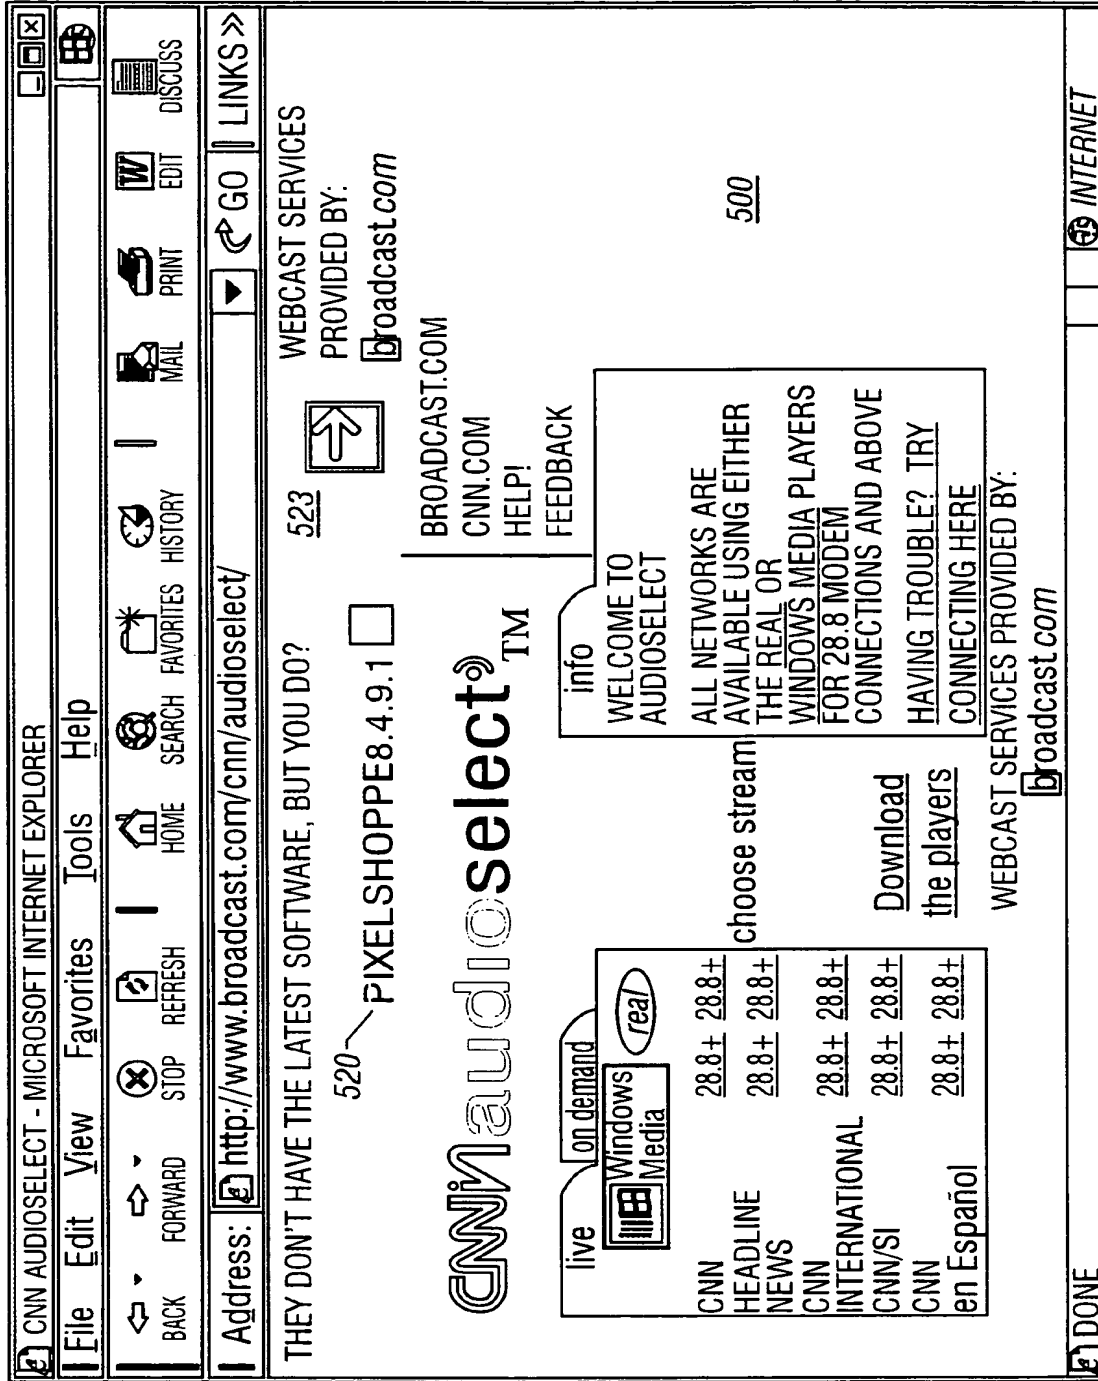 CNN AUDIOSELECT - MICROSOFT INTERNET EXPLORER
File Edit View Favorites Tools Help
BACK FORWARD STOP REFRESH HOME SEARCH FAVORITES HISTORY MAIL PRINT EDIT DISCUSS
Address: http://www.broadcast.com/cnn/audioselect/ GO LINKS »
THEY DON'T HAVE THE LATEST SOFTWARE, BUT YOU DO?
520
PIXELSHOPPE8.4.9.1
523
WEBCAST SERVICES
PROVIDED BY:
broadcast.com
CNNinaudioselect TM
BROADCAST.COM
CNN.COM
HELP!
FEEDBACK
live on demand
Windows Media real
CNN 28.8+ 28.8+
HEADLINE NEWS 28.8+ 28.8+
CNN INTERNATIONAL 28.8+ 28.8+
CNN/SI 28.8+ 28.8+
CNN en Español 28.8+ 28.8+
choose stream
Download
the players
info
WELCOME TO
AUDIOSELECT
ALL NETWORKS ARE
AVAILABLE USING EITHER
THE REAL OR
WINDOWS MEDIA PLAYERS
FOR 28.8 MODEM
CONNECTIONS AND ABOVE
HAVING TROUBLE? TRY
CONNECTING HERE
500
WEBCAST SERVICES PROVIDED BY:
broadcast.com
DONE INTERNET